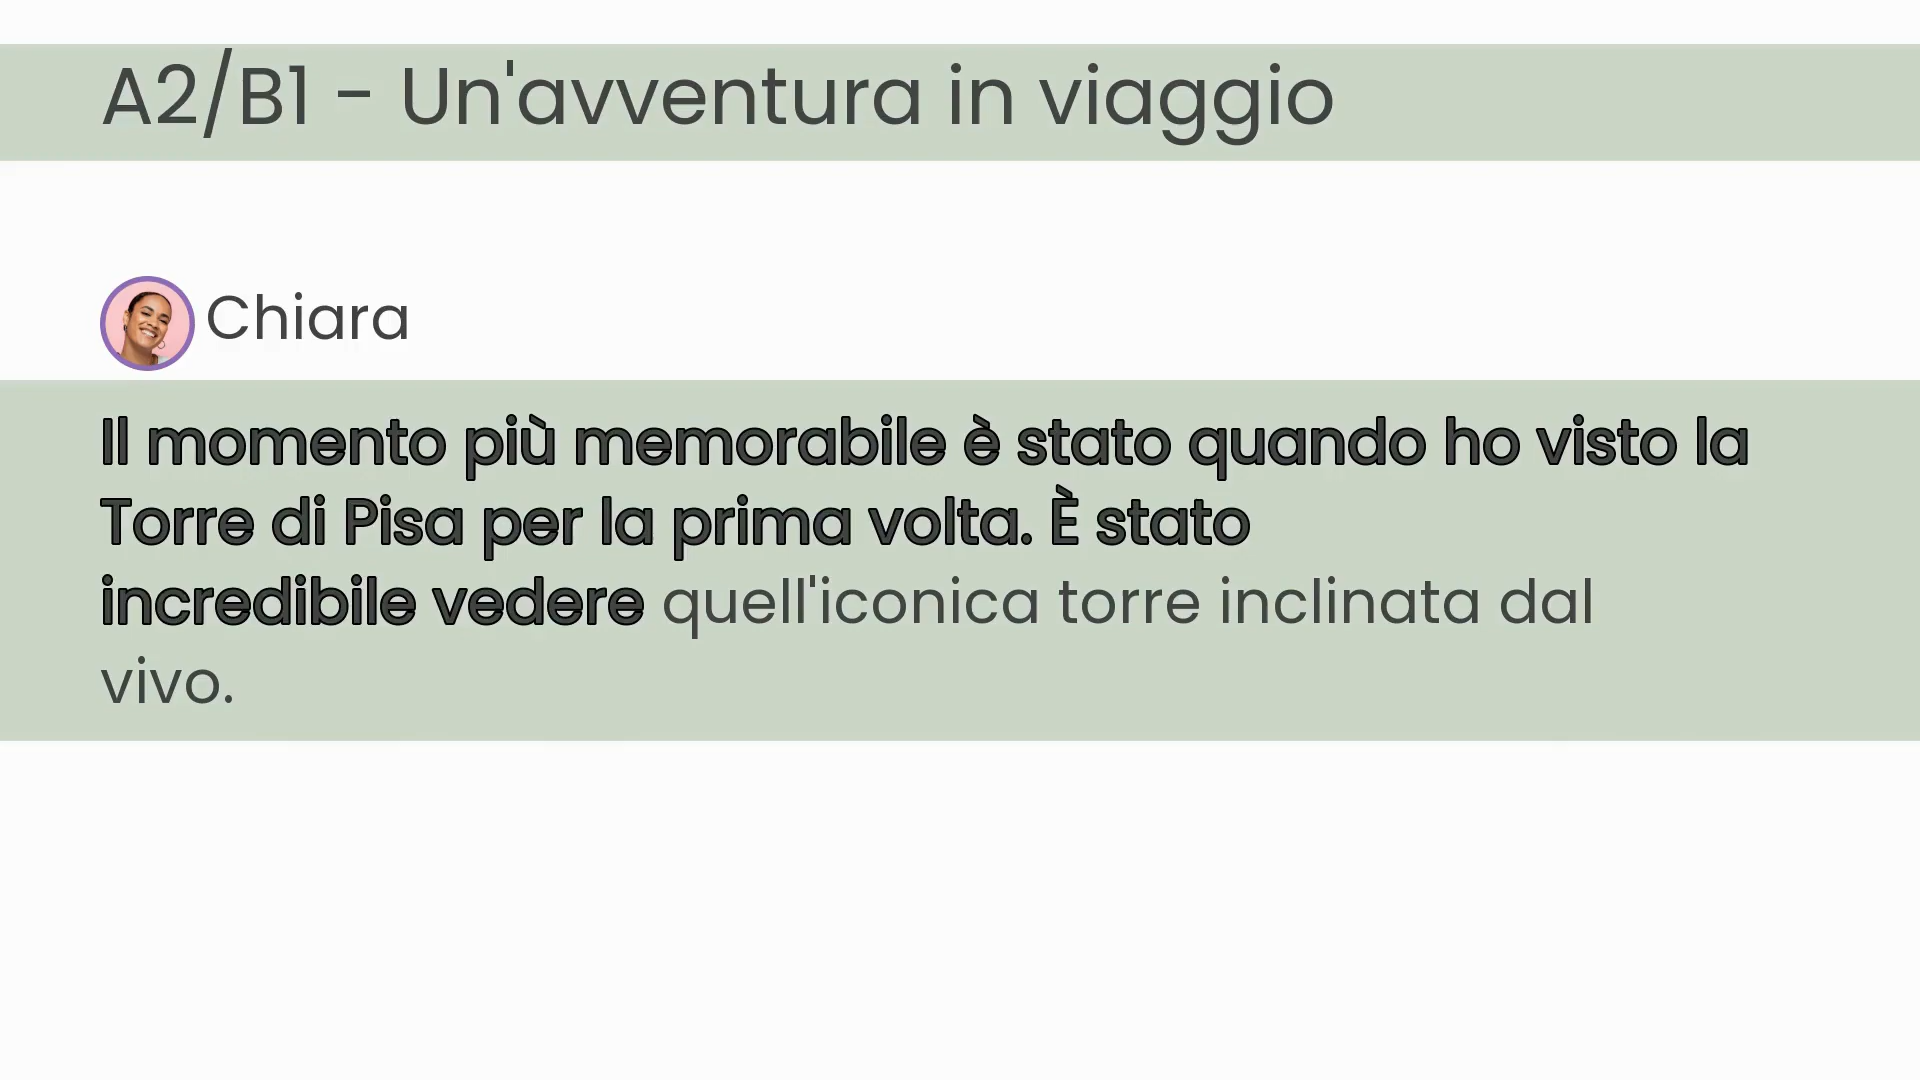 A2/B1 - Un'avventura in viaggio
Chiara
Il momento più memorabile è stato quando ho visto la
Torre di Pisa per la prima volta. È stato
incredibile vedere quell'iconica torre inclinata dal
vivo.